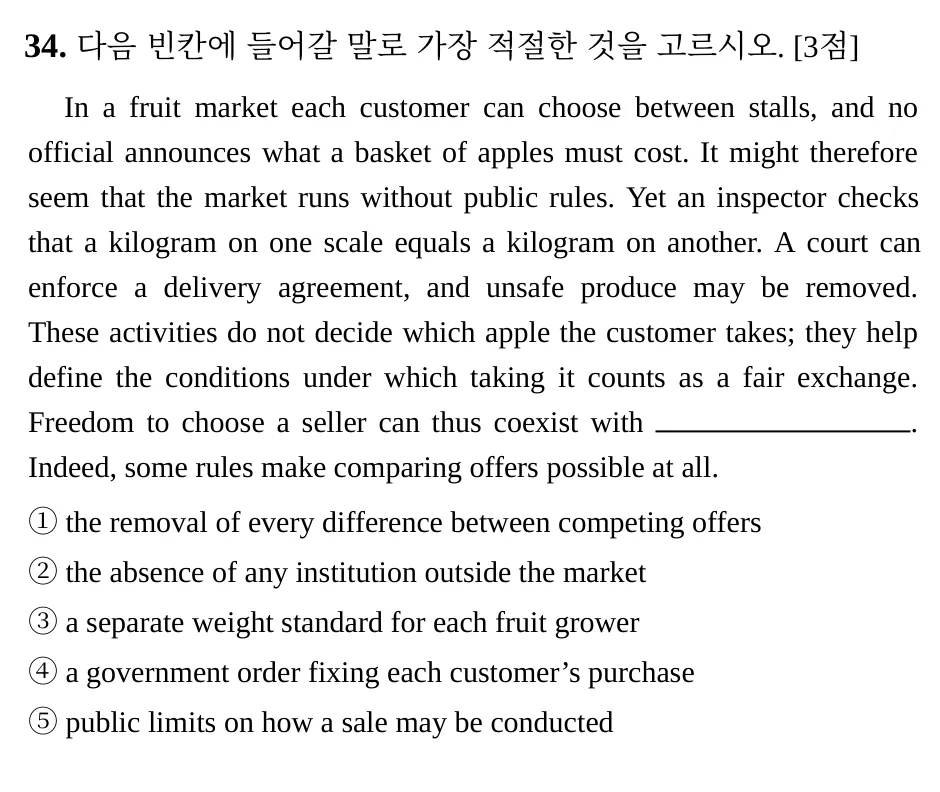 34. 다음 빈칸에 들어갈 말로 가장 적절한 것을 고르시오. [3점]
In a fruit market each customer can choose between stalls, and no
official announces what a basket of apples must cost. It might therefore
seem that the market runs without public rules. Yet an inspector checks
that a kilogram on one scale equals a kilogram on another. A court can
enforce a delivery agreement, and unsafe produce may be removed.
These activities do not decide which apple the customer takes; they help
define the conditions under which taking it counts as a fair exchange.
Freedom to choose a seller can thus coexist with ______________.
Indeed, some rules make comparing offers possible at all.
① the removal of every difference between competing offers
② the absence of any institution outside the market
③ a separate weight standard for each fruit grower
④ a government order fixing each customer’s purchase
⑤ public limits on how a sale may be conducted